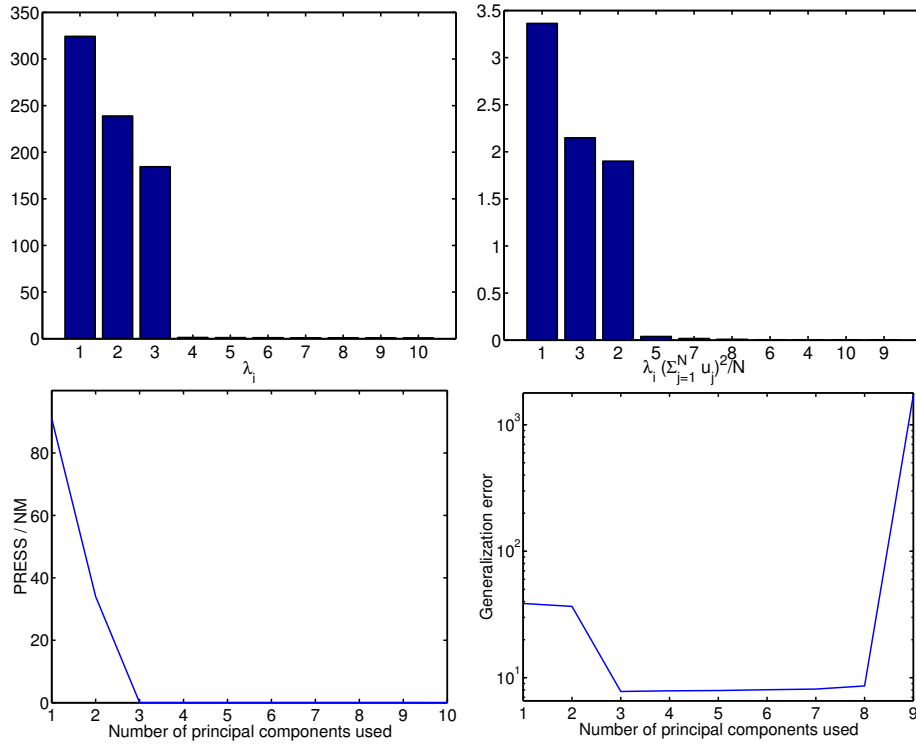 350
300
250
200
150
100
50
0
1 2 3 4 5 6 7 8 9 10
λi
3.5
3
2.5
2
1.5
1
0.5
0
1 3 2 5 7 8 6 4 10 9
λi (Σj=1N uj)2/N
80
60
40
20
0
PRESS / NM
1 2 3 4 5 6 7 8 9 10
Number of principal components used
103
102
101
Generalization error
1 2 3 4 5 6 7 8 9
Number of principal components used